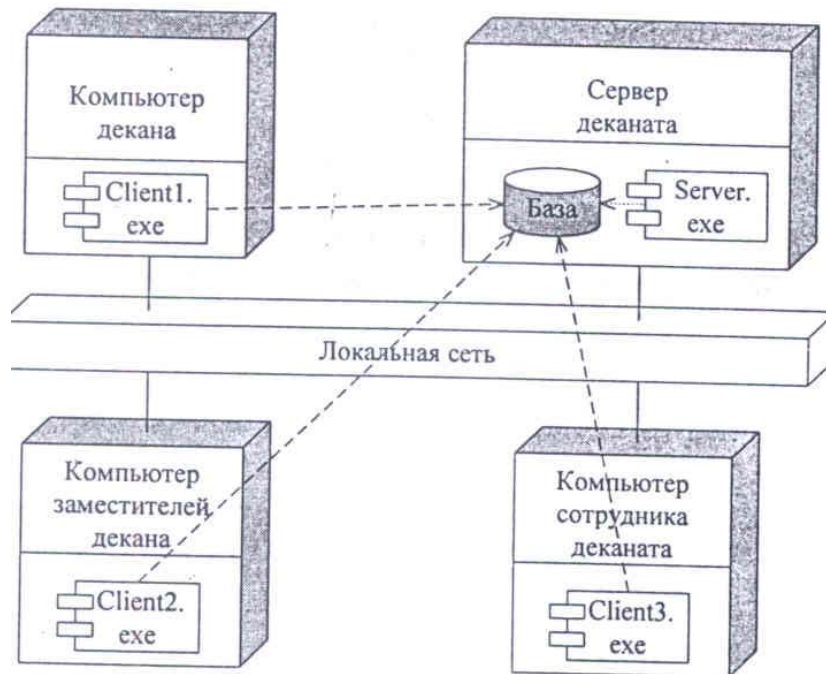 Компьютер
декана
Client1.
exe
Сервер
деканата
База
Server.
exe
Локальная сеть
Компьютер
заместителей
декана
Client2.
exe
Компьютер
сотрудника
деканата
Client3.
exe